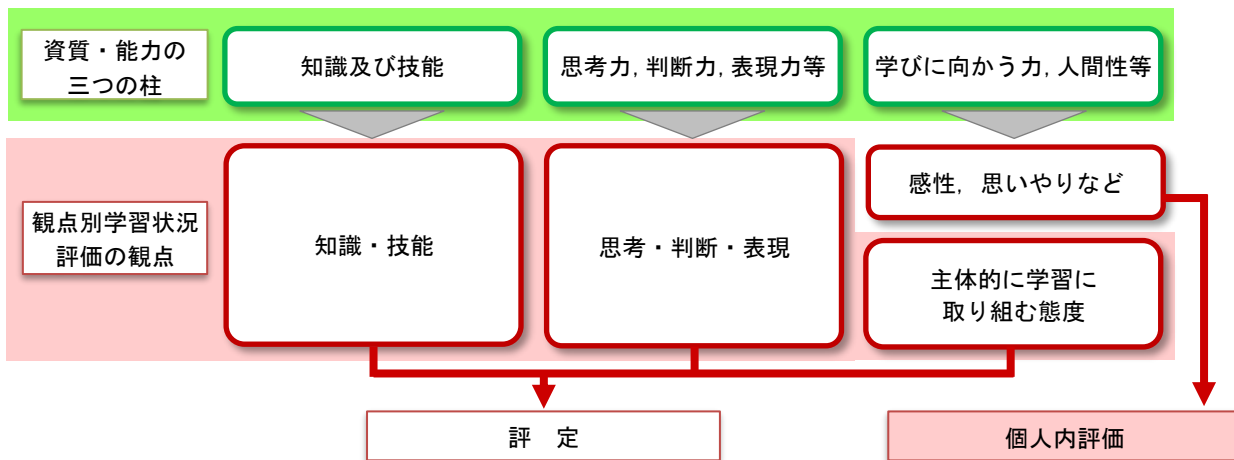 資質・能力の
三つの柱
知識及び技能
思考力,判断力,表現力等
学びに向かう力,人間性等
観点別学習状況
評価の観点
知識・技能
思考・判断・表現
感性，思いやりなど
主体的に学習に
取り組む態度
評　定
個人内評価